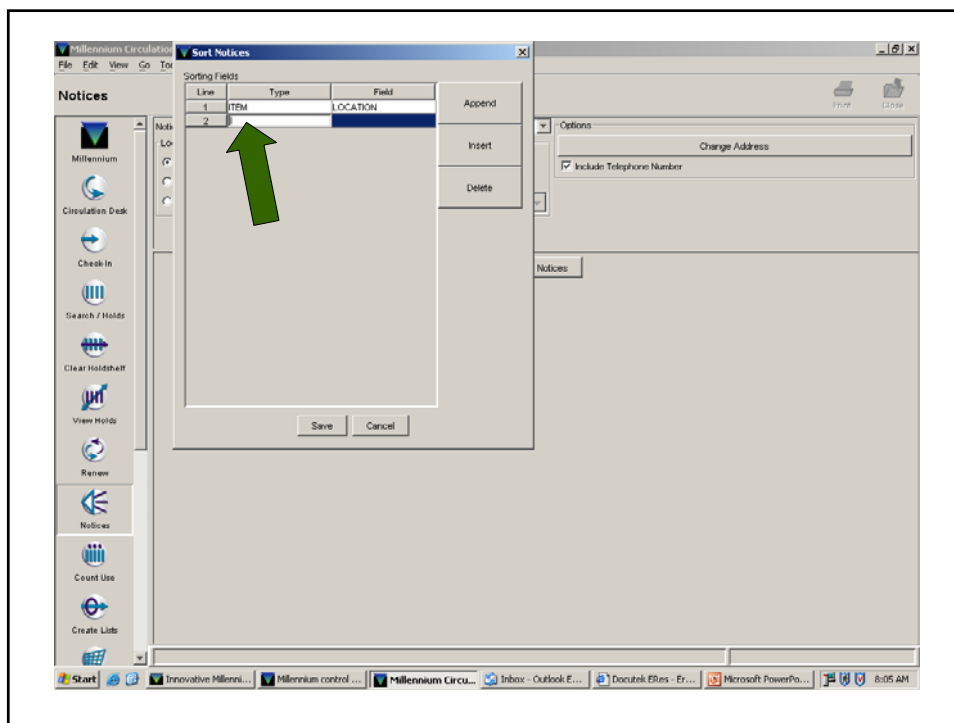 Millennium Circulation
Sort Notices
File Edit View Go Too
Sorting Fields
Line Type Field
1 ITEM LOCATION
2
Append
Insert
Delete
Save Cancel
Notices
Print Close
Options
Change Address
Include Telephone Number
Notices
Millennium
Circulation Desk
Check-In
Search / Holds
Clear Holdshelf
View Holds
Renew
Notices
Count Use
Create Lists
Start Innovative Millenni... Millennium control ... Millennium Circu... Inbox - Outlook E... Docutek ERes - Er... Microsoft PowerPo... 8:05 AM